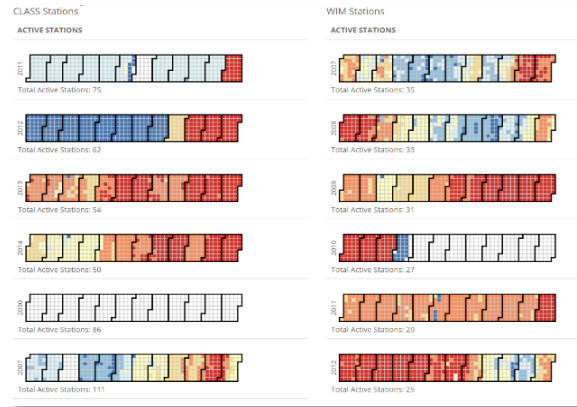 CLASS Stations
ACTIVE STATIONS
2011
Total Active Stations: 75
2012
Total Active Stations: 62
2013
Total Active Stations: 54
2014
Total Active Stations: 50
2030
Total Active Stations: 86
2007
Total Active Stations: 111
WIM Stations
ACTIVE STATIONS
2007
Total Active Stations: 35
2008
Total Active Stations: 33
2009
Total Active Stations: 31
2010
Total Active Stations: 27
2011
Total Active Stations: 29
2012
Total Active Stations: 25